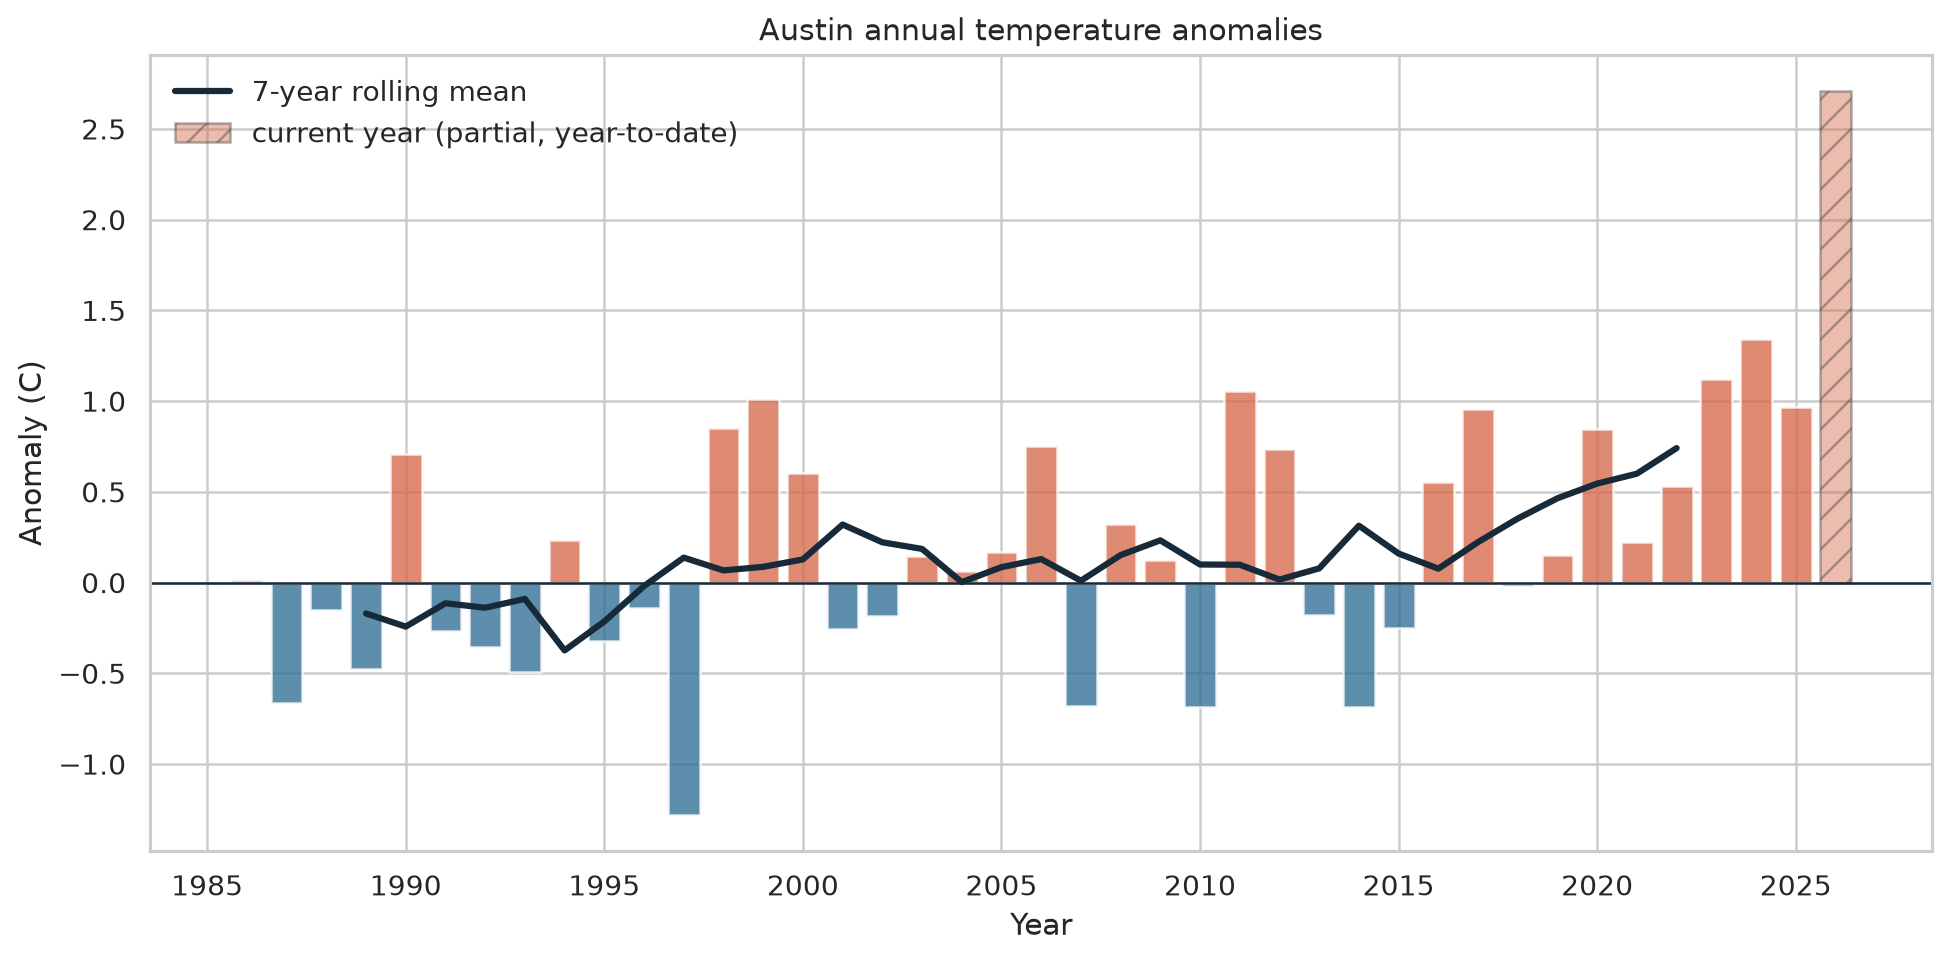 Austin annual temperature anomalies
7-year rolling mean
current year (partial, year-to-date)
2.5
2.0
1.5
1.0
0.5
0.0
−0.5
−1.0
Anomaly (C)
1985 1990 1995 2000 2005 2010 2015 2020 2025
Year